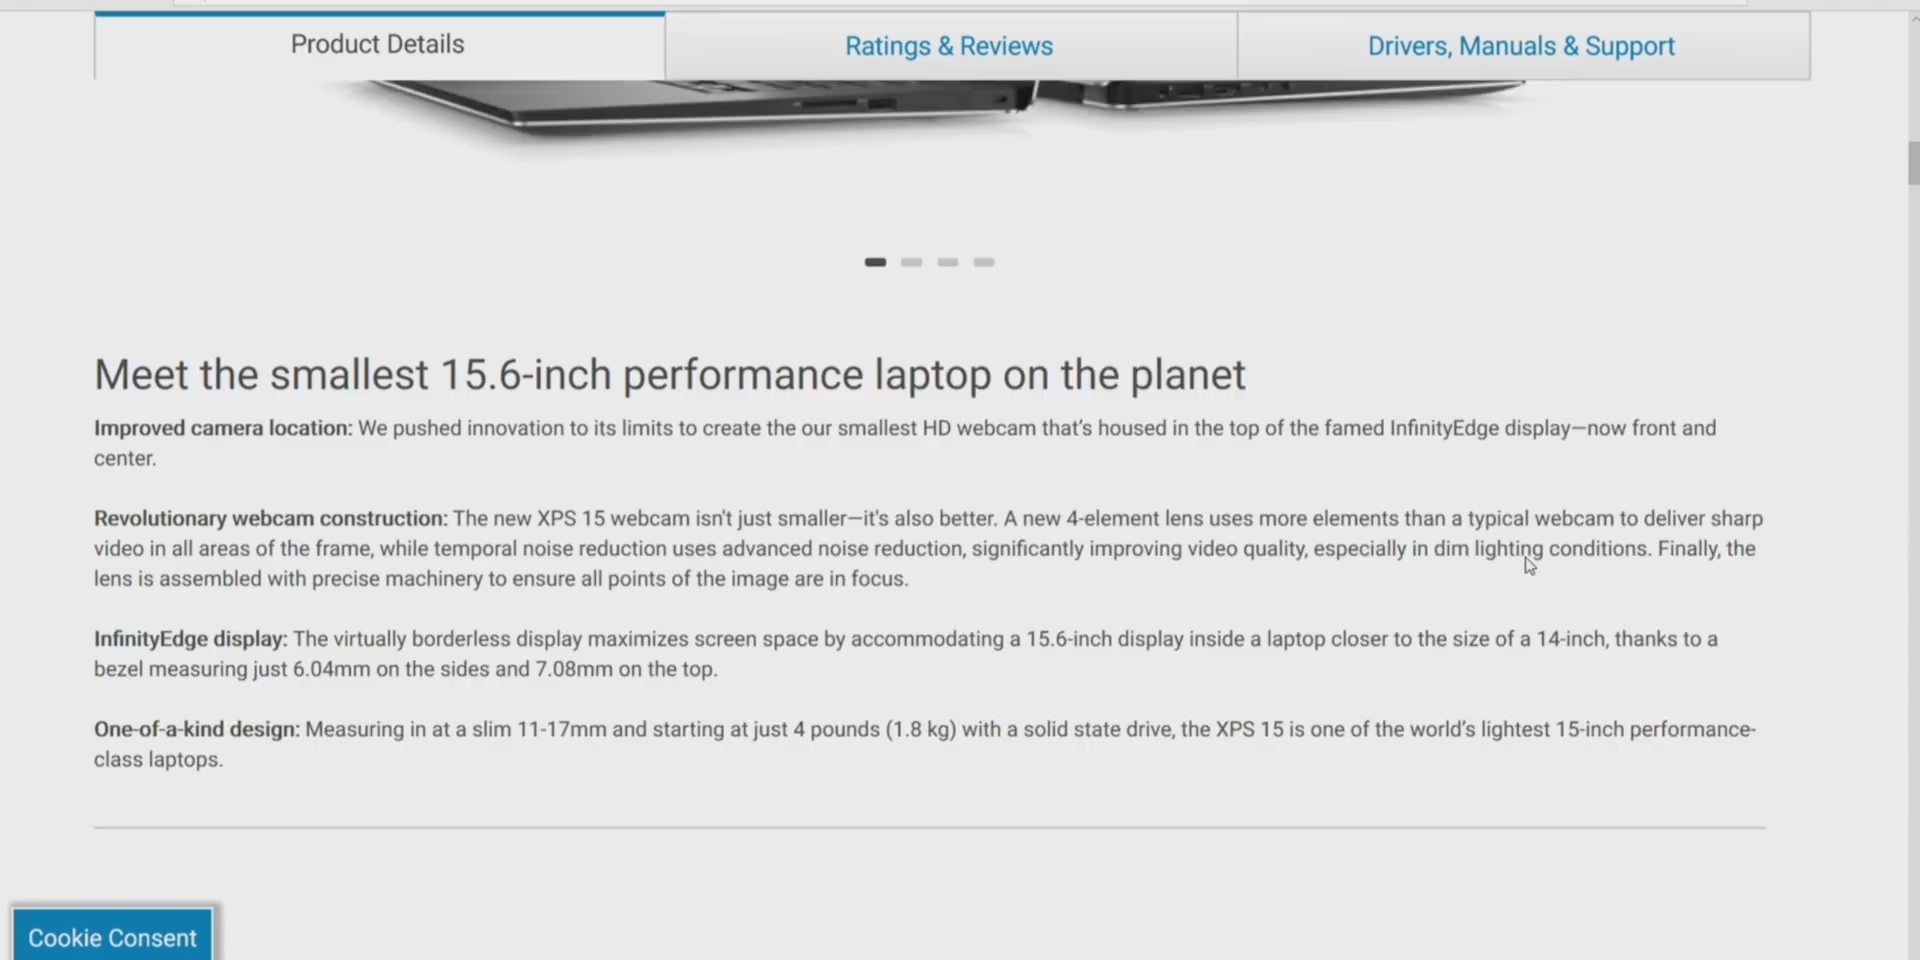 Product Details
Ratings & Reviews
Drivers, Manuals & Support
Meet the smallest 15.6-inch performance laptop on the planet
Improved camera location: We pushed innovation to its limits to create the our smallest HD webcam that’s housed in the top of the famed InfinityEdge display—now front and
center.
Revolutionary webcam construction: The new XPS 15 webcam isn't just smaller—it's also better. A new 4-element lens uses more elements than a typical webcam to deliver sharp
video in all areas of the frame, while temporal noise reduction uses advanced noise reduction, significantly improving video quality, especially in dim lighting conditions. Finally, the
lens is assembled with precise machinery to ensure all points of the image are in focus.
InfinityEdge display: The virtually borderless display maximizes screen space by accommodating a 15.6-inch display inside a laptop closer to the size of a 14-inch, thanks to a
bezel measuring just 6.04mm on the sides and 7.08mm on the top.
One-of-a-kind design: Measuring in at a slim 11-17mm and starting at just 4 pounds (1.8 kg) with a solid state drive, the XPS 15 is one of the world’s lightest 15-inch performance-
class laptops.
Cookie Consent